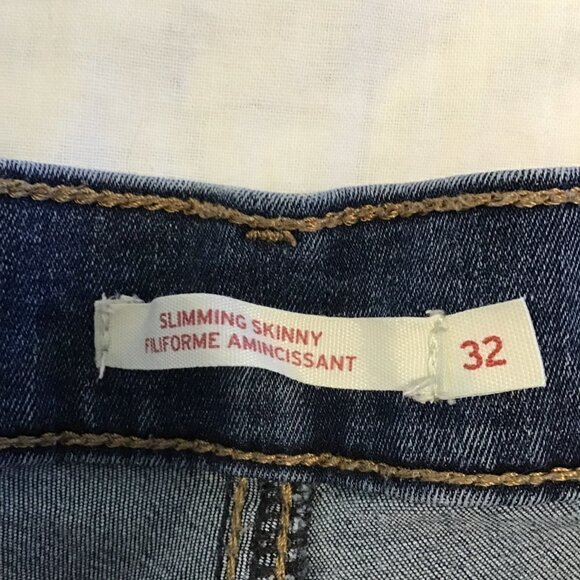 SLIMMING SKINNY
FILIFORME AMINCISSANT
32